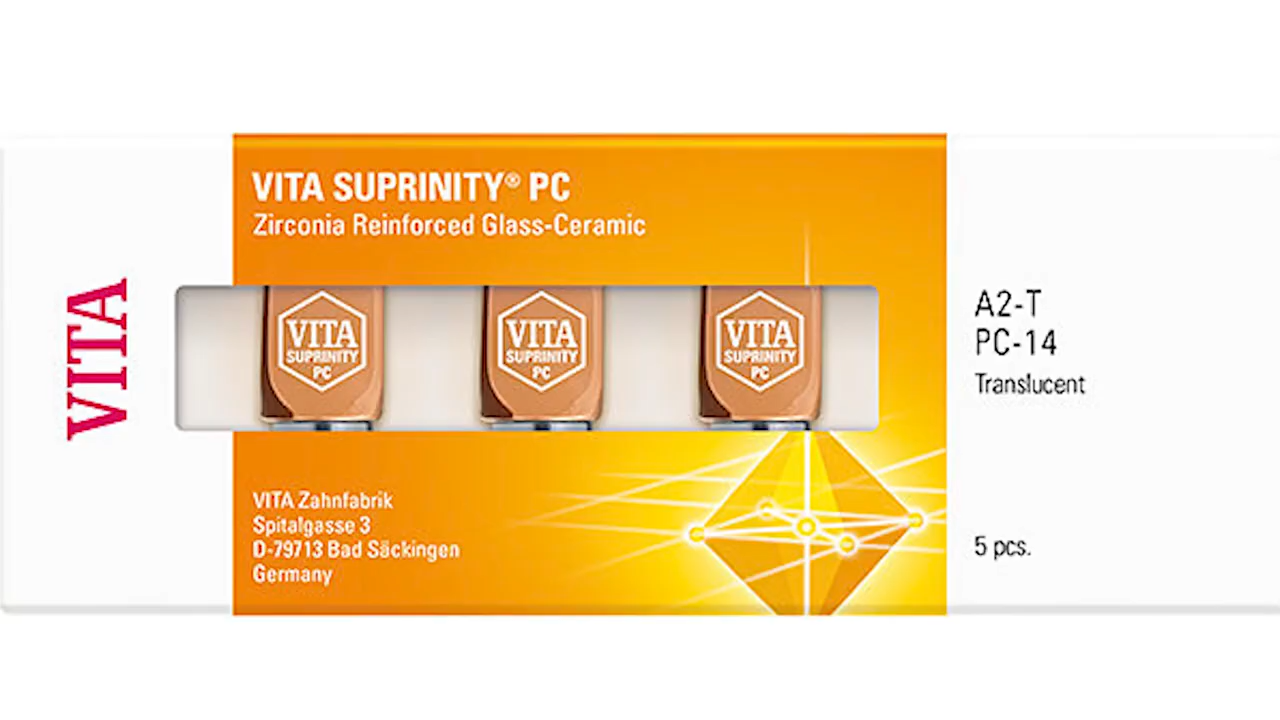 VITA SUPRINITY® PC
Zirconia Reinforced Glass-Ceramic
VITA
VITA
SUPRINITY
PC
VITA
SUPRINITY
PC
VITA
SUPRINITY
PC
A2-T
PC-14
Translucent
VITA Zahnfabrik
Spitalgasse 3
D-79713 Bad Säckingen
Germany
5 pcs.